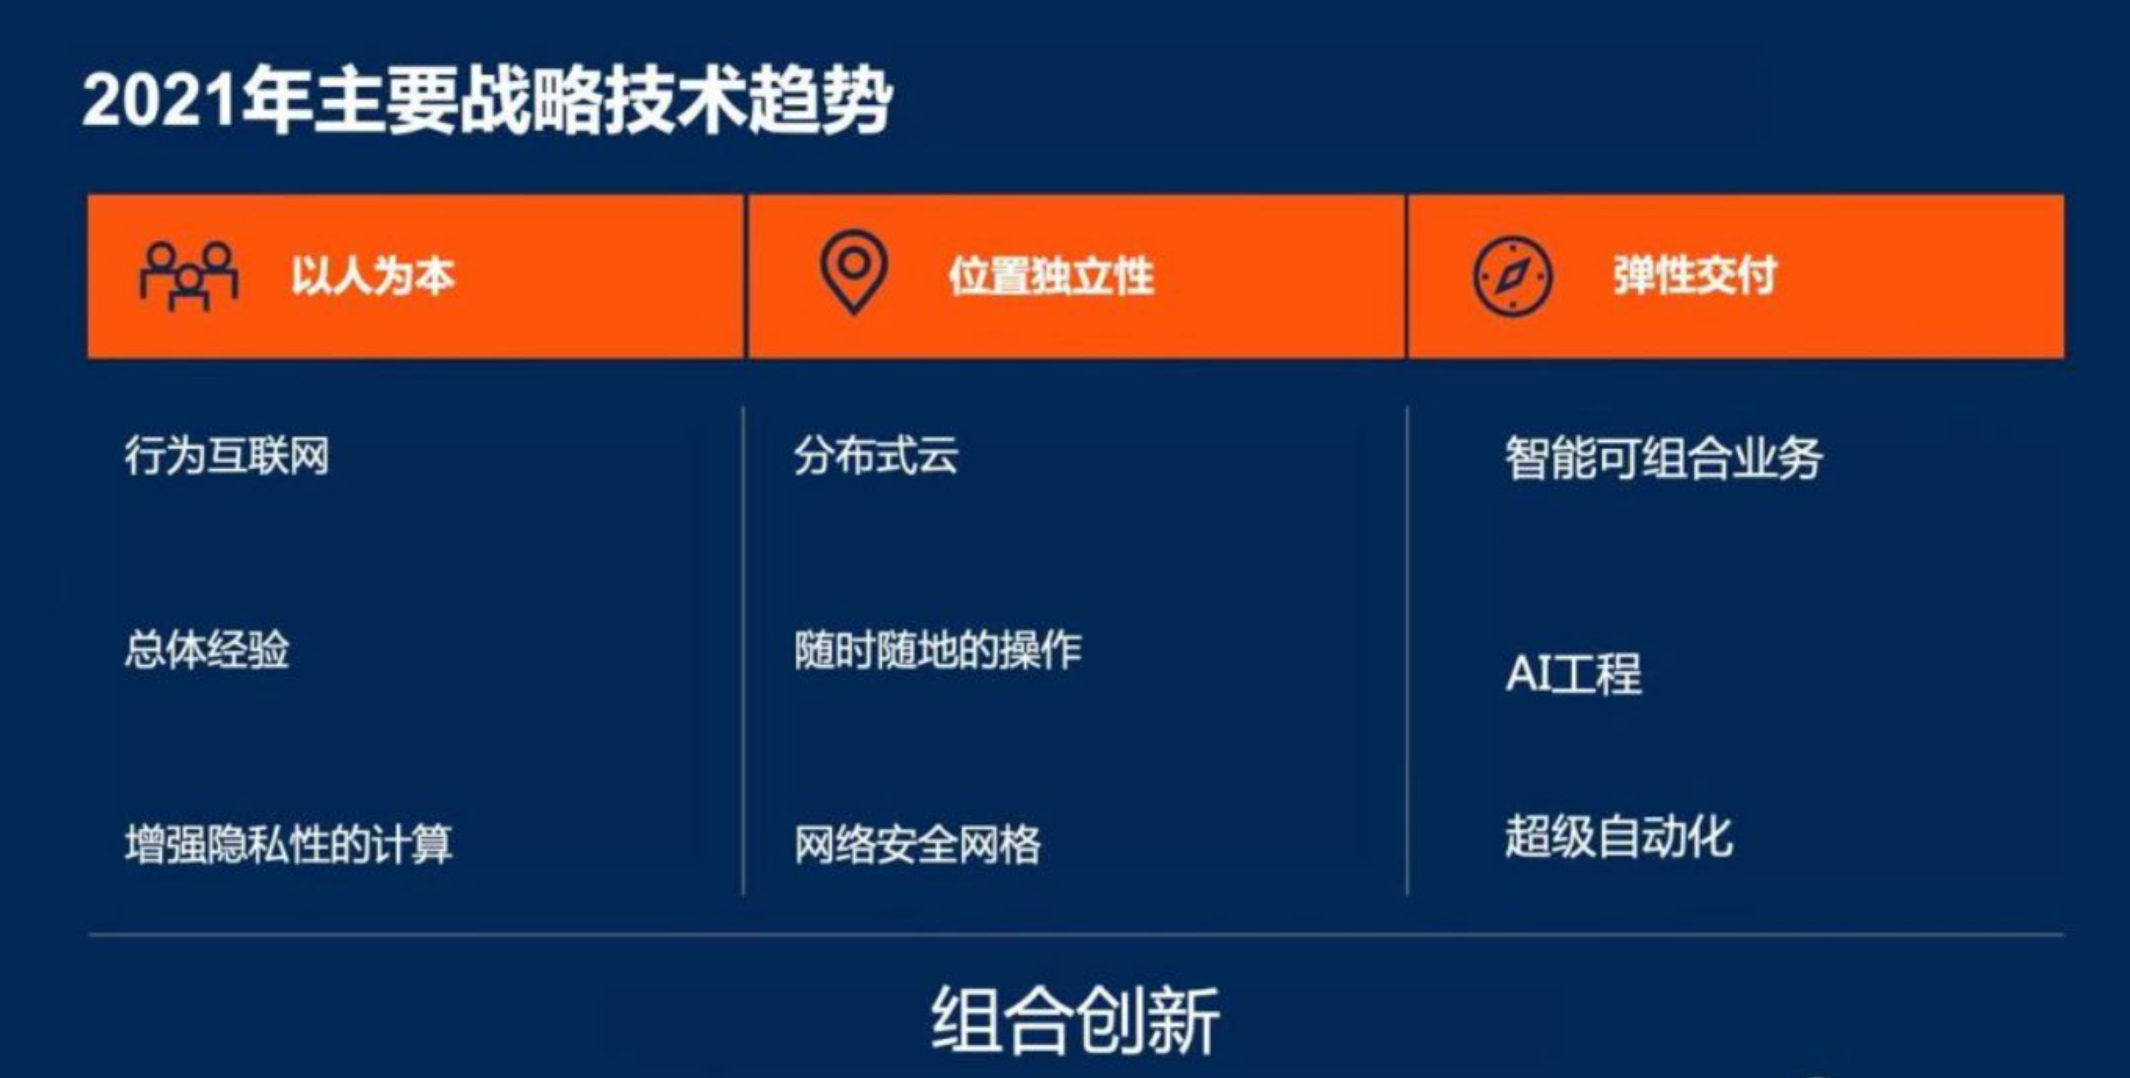 2021年主要战略技术趋势
以人为本
位置独立性
弹性交付
行为互联网
分布式云
智能可组合业务
总体经验
随时随地的操作
AI工程
增强隐私性的计算
网络安全网格
超级自动化
组合创新